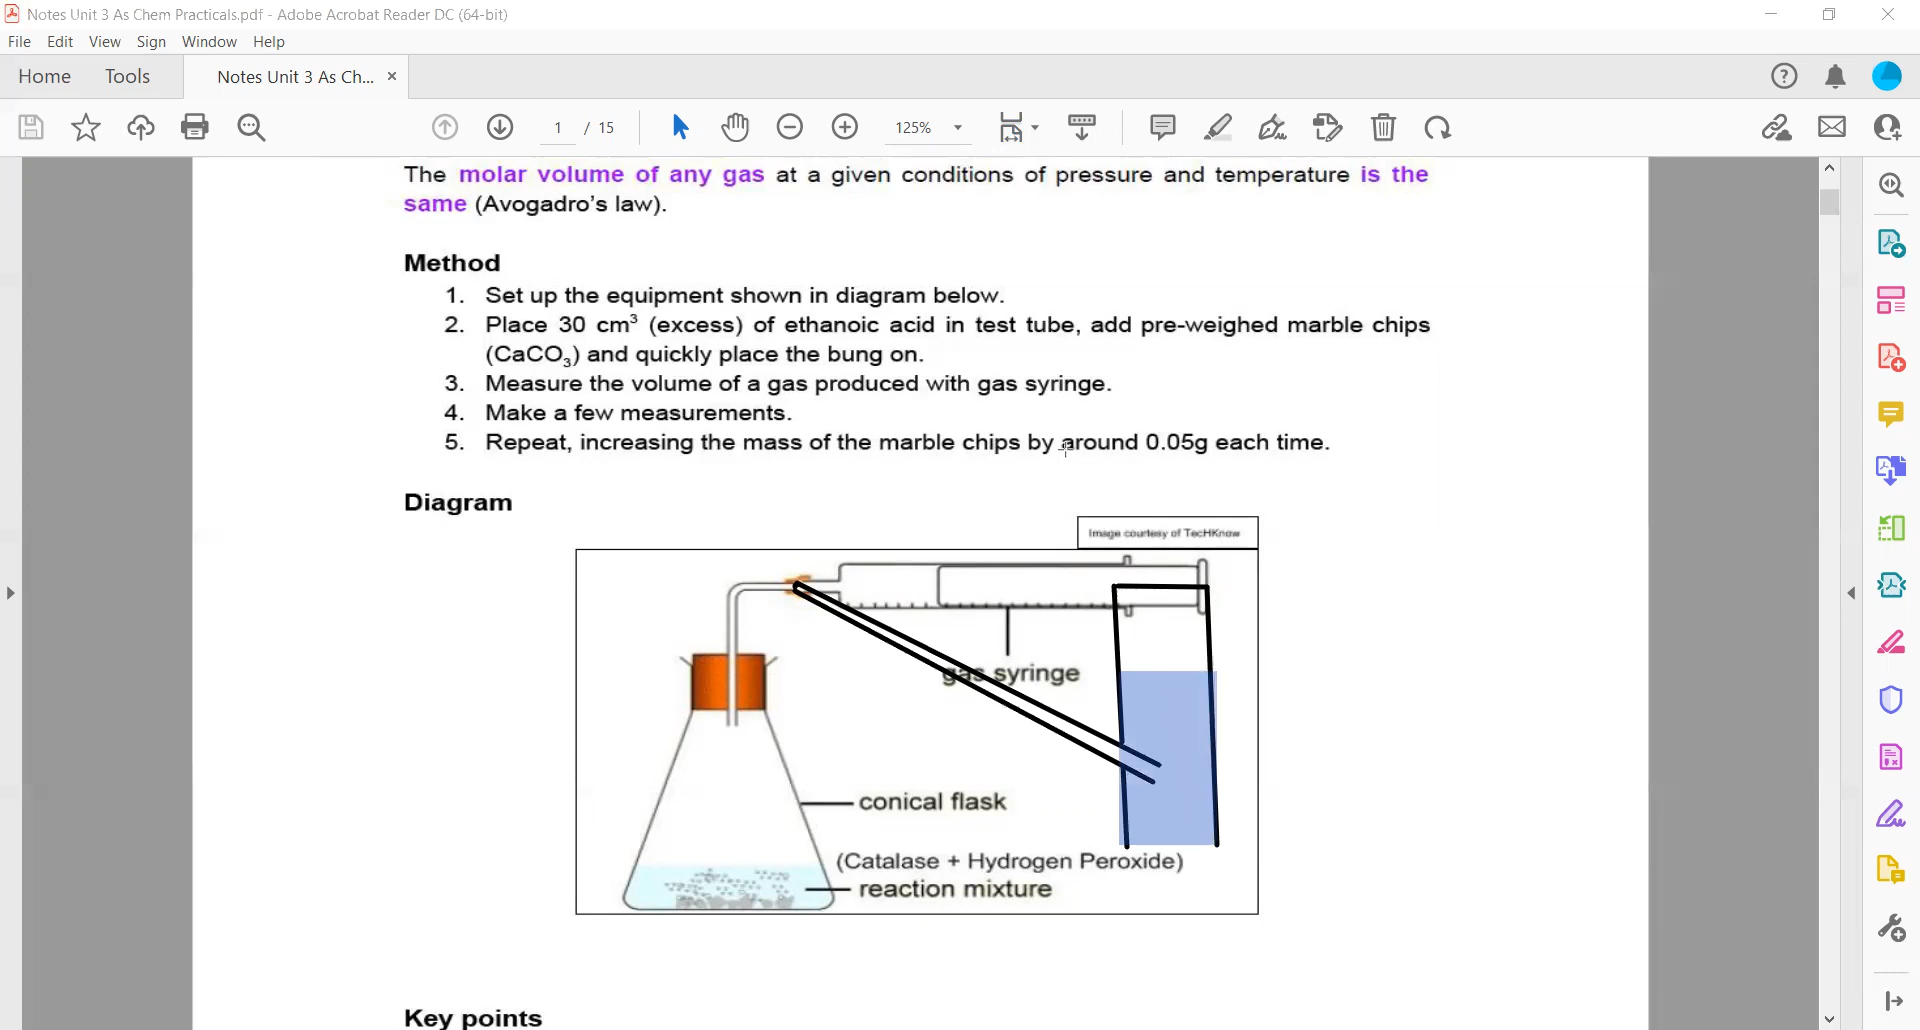 Notes Unit 3 As Chem Practicals.pdf - Adobe Acrobat Reader DC (64-bit)
File Edit View Sign Window Help
Home Tools Notes Unit 3 As Ch... ×
1 / 15 125%
The molar volume of any gas at a given conditions of pressure and temperature is the
same (Avogadro's law).
Method
1. Set up the equipment shown in diagram below.
2. Place 30 cm³ (excess) of ethanoic acid in test tube, add pre-weighed marble chips
(CaCO₃) and quickly place the bung on.
3. Measure the volume of a gas produced with gas syringe.
4. Make a few measurements.
5. Repeat, increasing the mass of the marble chips by around 0.05g each time.
Diagram
Image courtesy of TecHKnow
gas syringe
conical flask
(Catalase + Hydrogen Peroxide)
reaction mixture
Key points